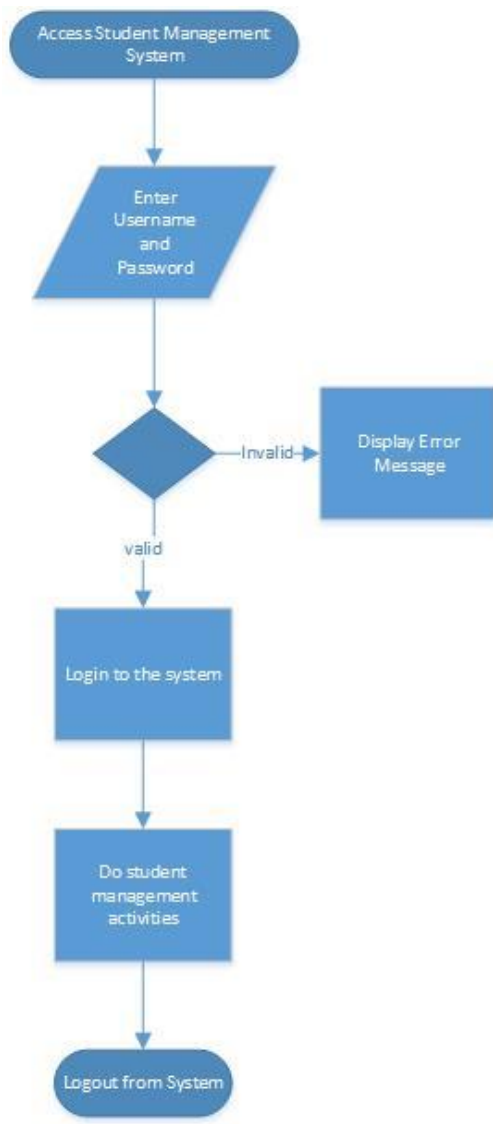 Access Student Management
System
Enter
Username
and
Password
Invalid
Display Error
Message
valid
Login to the system
Do student
management
activities
Logout from System